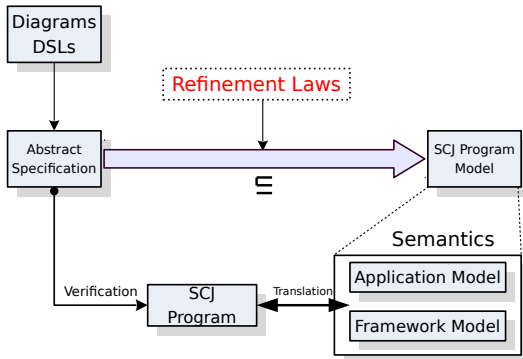 Diagrams
DSLs
Refinement Laws
Abstract
Specification
SCJ Program
Model
⊑
Semantics
Verification
SCJ
Program
Translation
Application Model
Framework Model